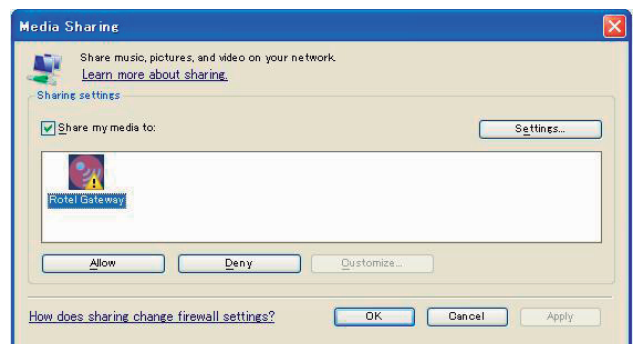 Media Sharing
Share music, pictures, and video on your network.
Learn more about sharing.
Sharing settings
Share my media to:
Settings...
Rotel Gateway
Allow
Deny
Customize...
How does sharing change firewall settings?
OK
Cancel
Apply